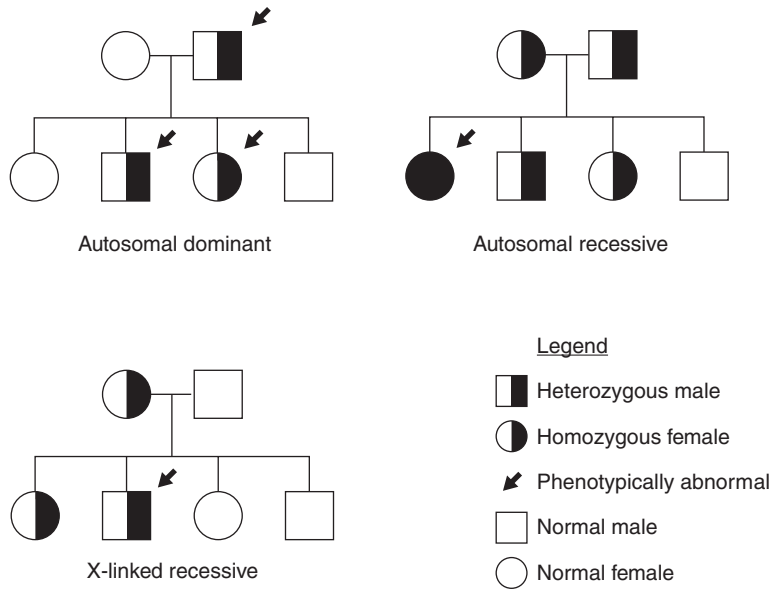 Autosomal dominant
Autosomal recessive
X-linked recessive
Legend
Heterozygous male
Homozygous female
Phenotypically abnormal
Normal male
Normal female